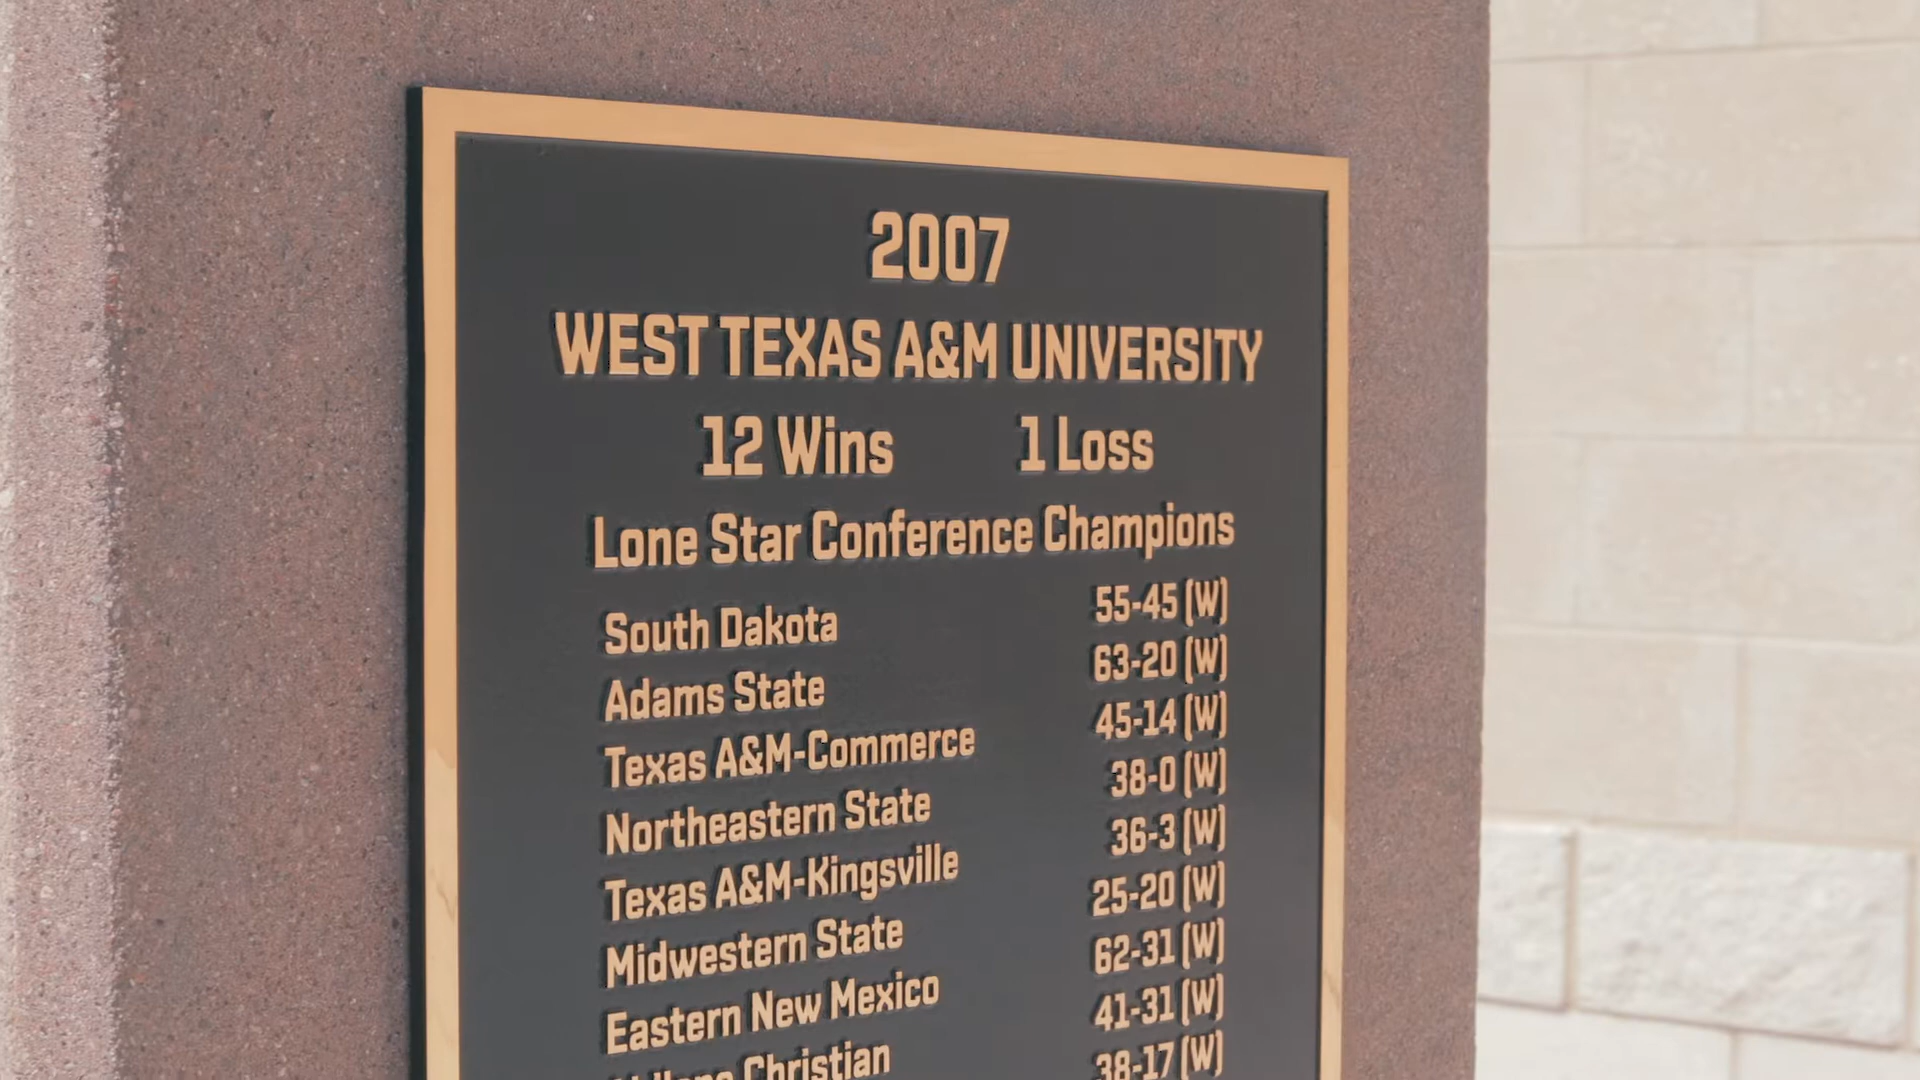 2007
WEST TEXAS A&M UNIVERSITY
12 Wins 1 Loss
Lone Star Conference Champions
South Dakota 55-45 (W)
Adams State 63-20 (W)
Texas A&M-Commerce 45-14 (W)
Northeastern State 38-0 (W)
Texas A&M-Kingsville 36-3 (W)
Midwestern State 25-20 (W)
Eastern New Mexico 62-31 (W)
Christian 41-31 (W)
38-17 (W)